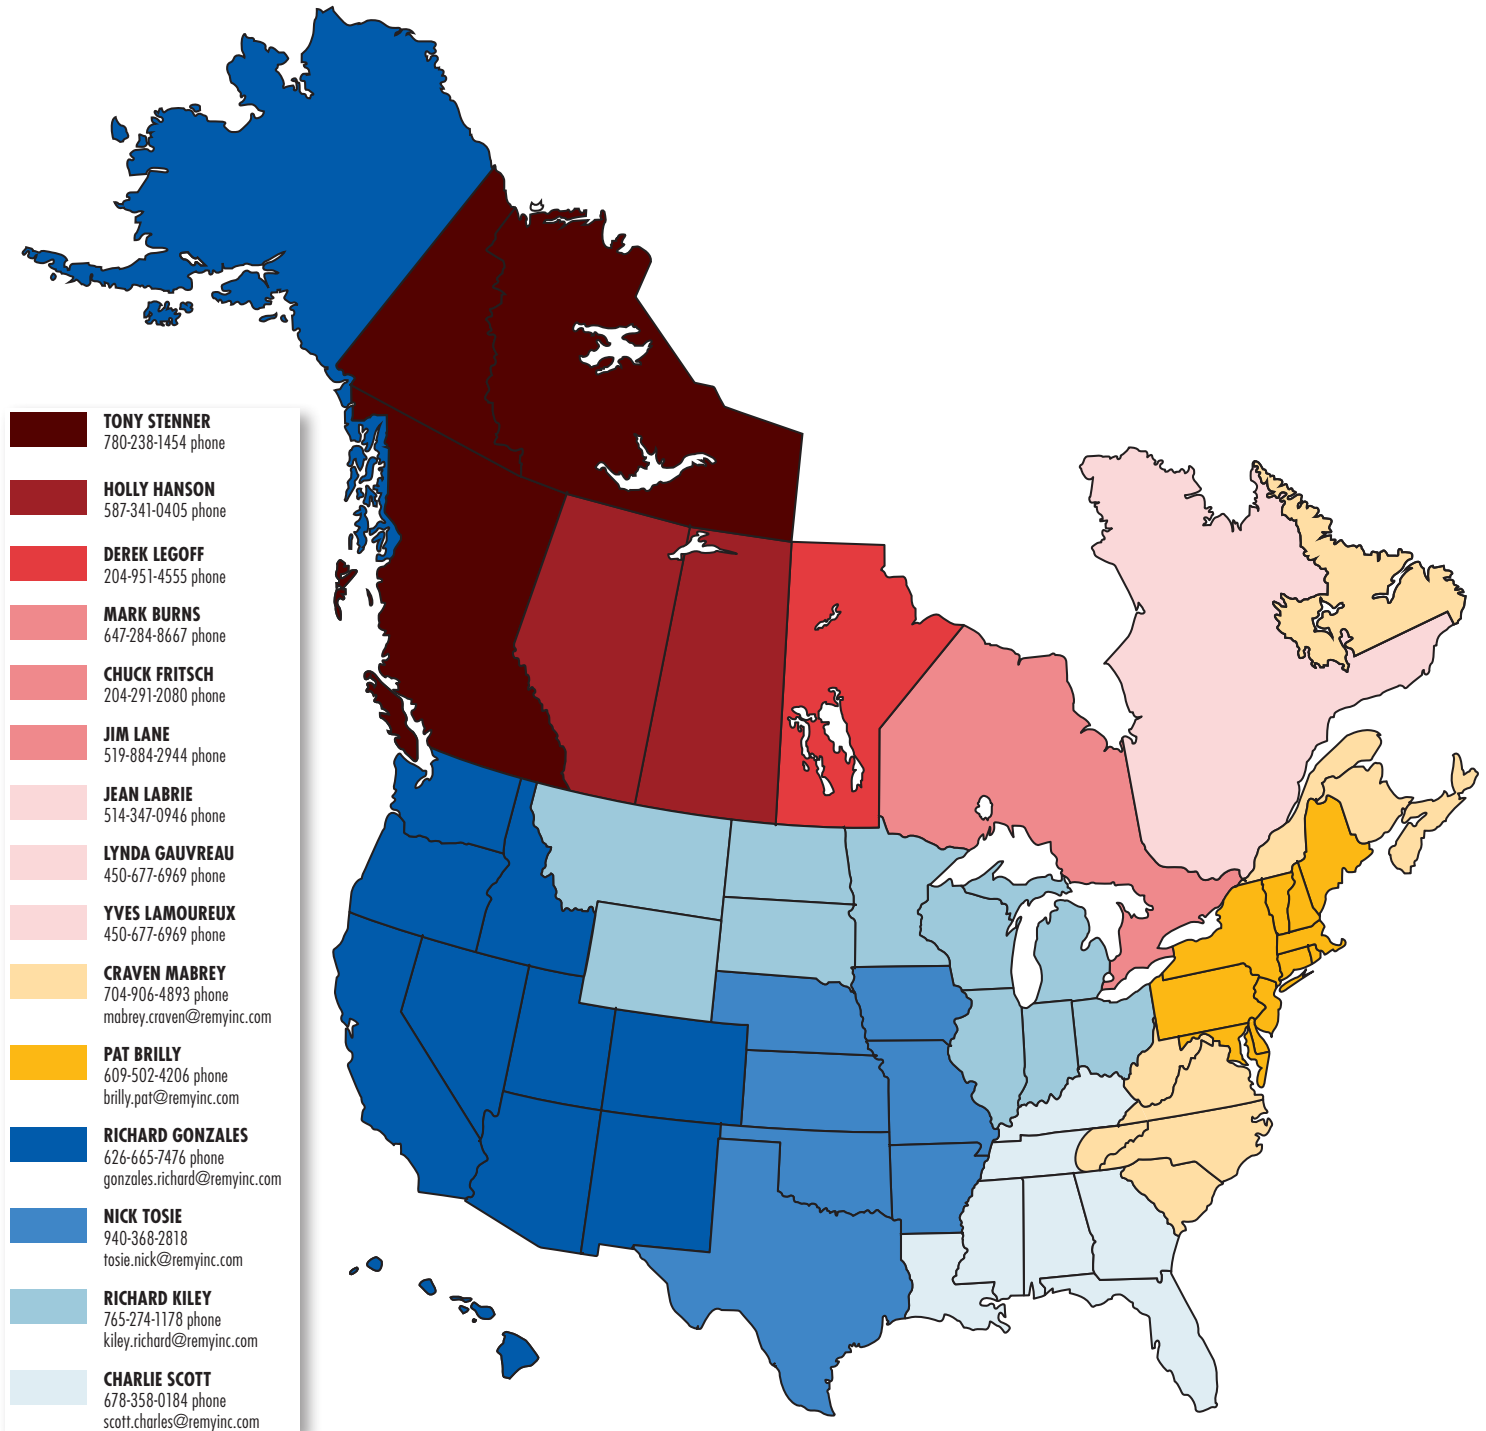 TONY STENNER
780-238-1454 phone
HOLLY HANSON
587-341-0405 phone
DEREK LEGOFF
204-951-4555 phone
MARK BURNS
647-284-8667 phone
CHUCK FRITSCH
204-291-2080 phone
JIM LANE
519-884-2944 phone
JEAN LABRIE
514-347-0946 phone
LYNDA GAUVREAU
450-677-6969 phone
YVES LAMOUREUX
450-677-6969 phone
CRAVEN MABREY
704-906-4893 phone
mabrey.craven@remyinc.com
PAT BRILLY
609-502-4206 phone
brilly.pat@remyinc.com
RICHARD GONZALES
626-665-7476 phone
gonzales.richard@remyinc.com
NICK TOSIE
940-368-2818
tosie.nick@remyinc.com
RICHARD KILEY
765-274-1178 phone
kiley.richard@remyinc.com
CHARLIE SCOTT
678-358-0184 phone
scott.charles@remyinc.com